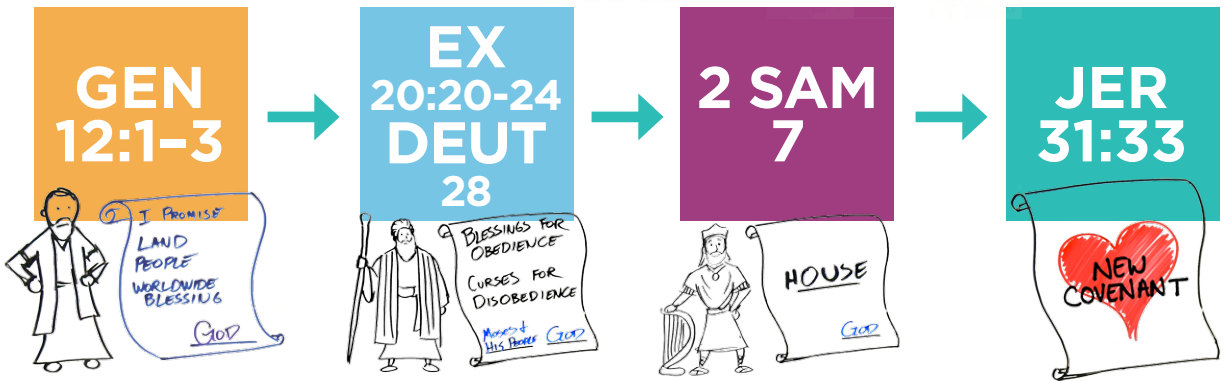 GEN
12:1–3
EX
20:20-24
DEUT
28
2 SAM
7
JER
31:33
I PROMISE
LAND
PEOPLE
WORLDWIDE
BLESSING
GOD
BLESSINGS FOR
OBEDIENCE
CURSES FOR
DISOBEDIENCE
MOSES &
HIS PEOPLE GOD
HOUSE
GOD
NEW
COVENANT